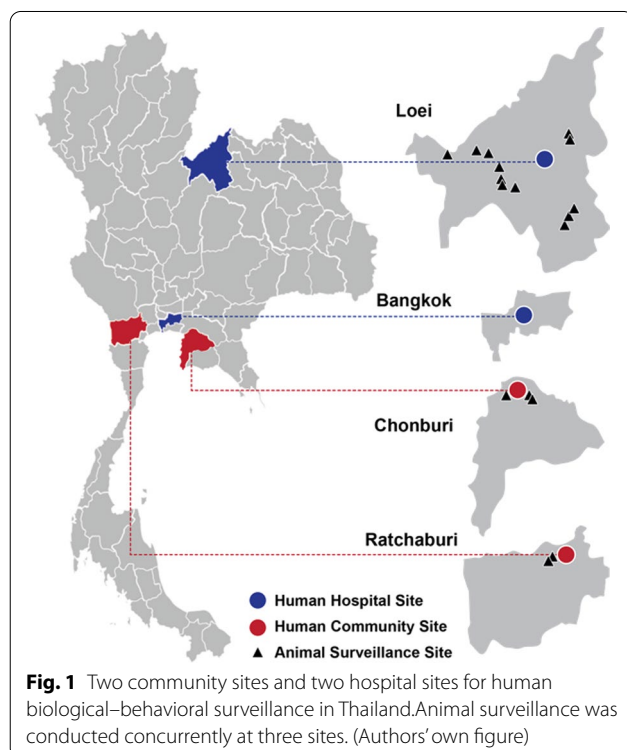 Loei
Bangkok
Chonburi
Ratchaburi
Human Hospital Site
Human Community Site
Animal Surveillance Site
Fig. 1 Two community sites and two hospital sites for human
biological–behavioral surveillance in Thailand.Animal surveillance was
conducted concurrently at three sites. (Authors' own figure)